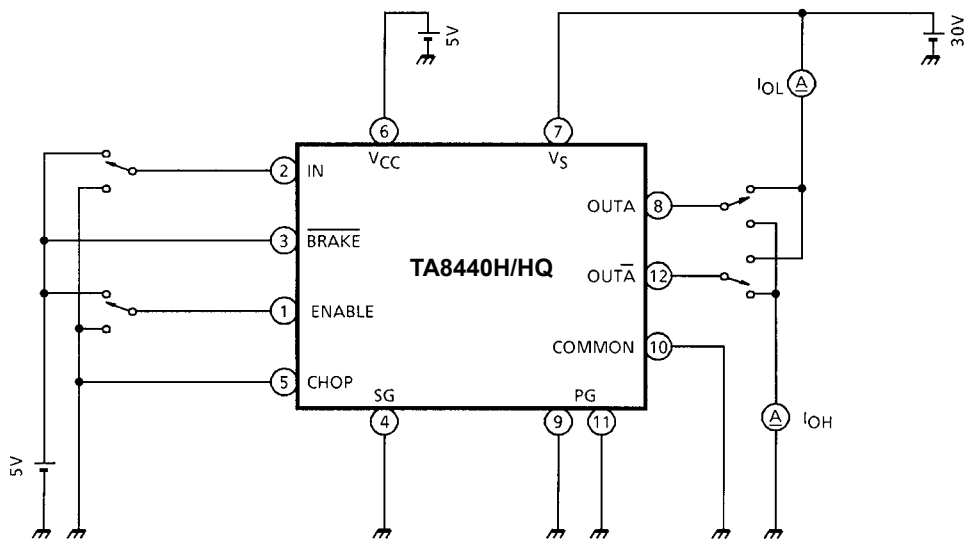 5V
30V
IOL
6
7
VCC
VS
2
IN
OUTA
8
3
BRAKE
TA8440H/HQ
OUTA
12
1
ENABLE
COMMON
10
5
CHOP
SG
PG
4
9
11
A
A
IOH
5V